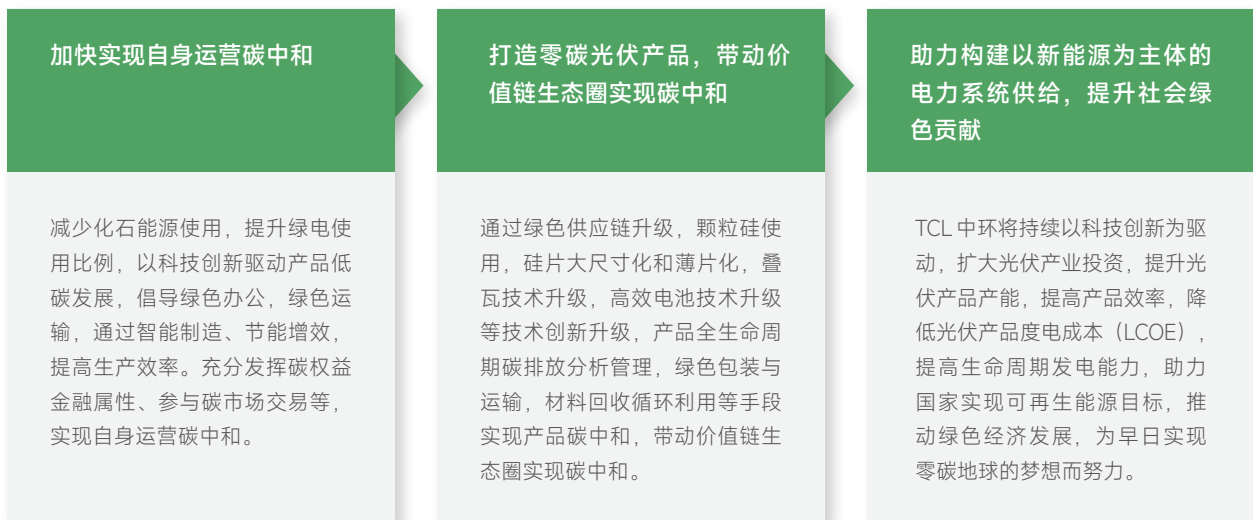 加快实现自身运营碳中和
减少化石能源使用，提升绿电使
用比例，以科技创新驱动产品低
碳发展，倡导绿色办公，绿色运
输，通过智能制造、节能增效，
提高生产效率。充分发挥碳权益
金融属性、参与碳市场交易等，
实现自身运营碳中和。
打造零碳光伏产品，带动价
值链生态圈实现碳中和
通过绿色供应链升级，颗粒硅使
用，硅片大尺寸化和薄片化，叠
瓦技术升级，高效电池技术升级
等技术创新升级，产品全生命周
期碳排放分析管理，绿色包装与
运输，材料回收循环利用等手段
实现产品碳中和，带动价值链生
态圈实现碳中和。
助力构建以新能源为主体的
电力系统供给，提升社会绿
色贡献
TCL 中环将持续以科技创新为驱
动，扩大光伏产业投资，提升光
伏产品产能，提高产品效率，降
低光伏产品度电成本（LCOE），
提高生命周期发电能力，助力
国家实现可再生能源目标，推
动绿色经济发展，为早日实现
零碳地球的梦想而努力。